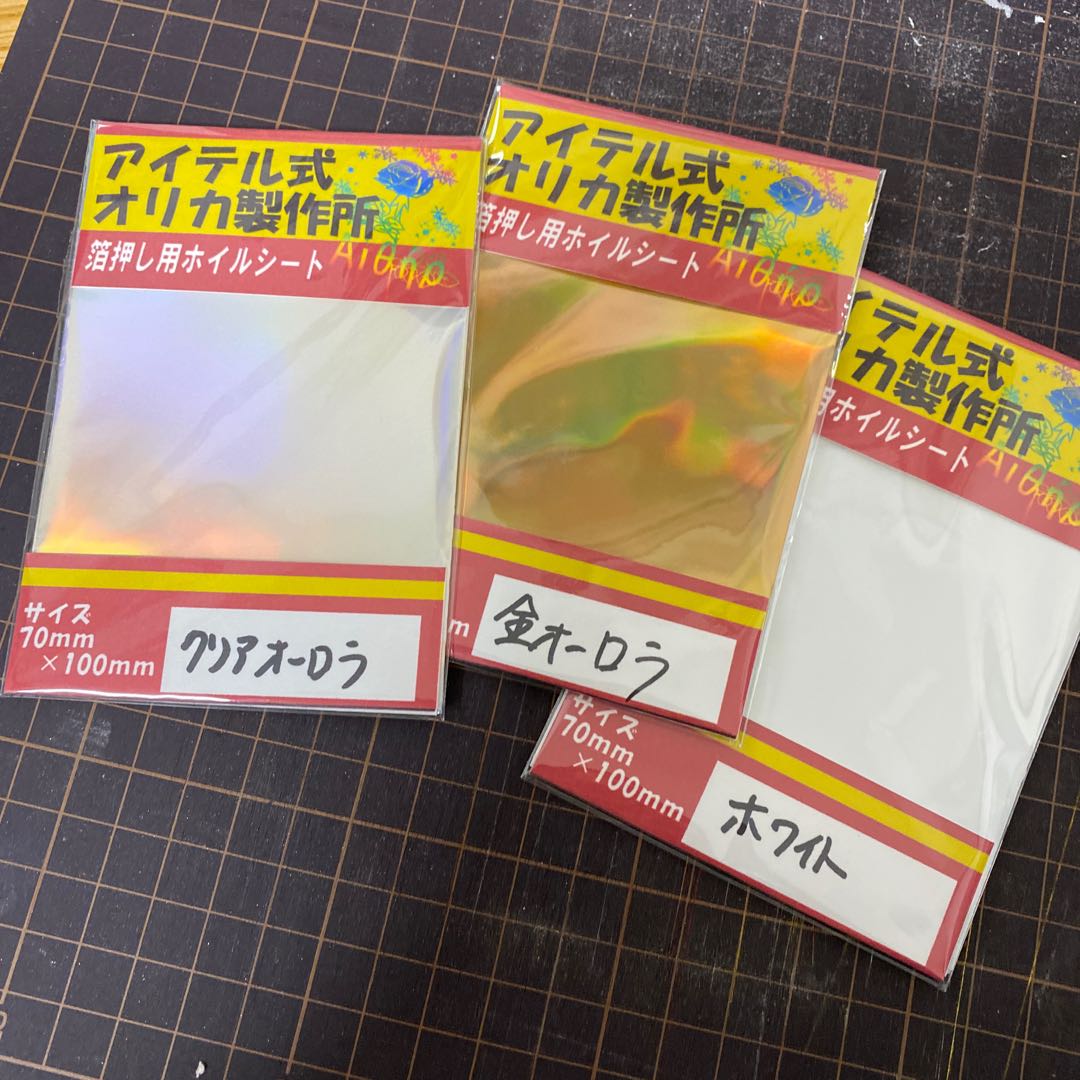 アイテル式
オリカ製作所
箔押し用ホイルシート
サイズ
70mm
×100mm
クリアオーロラ
アイテル式
オリカ製作所
箔押し用ホイルシート
m
金オーロラ
イテル式
リカ製作所
用ホイルシート
サイズ
70mm
×100mm
ホワイト